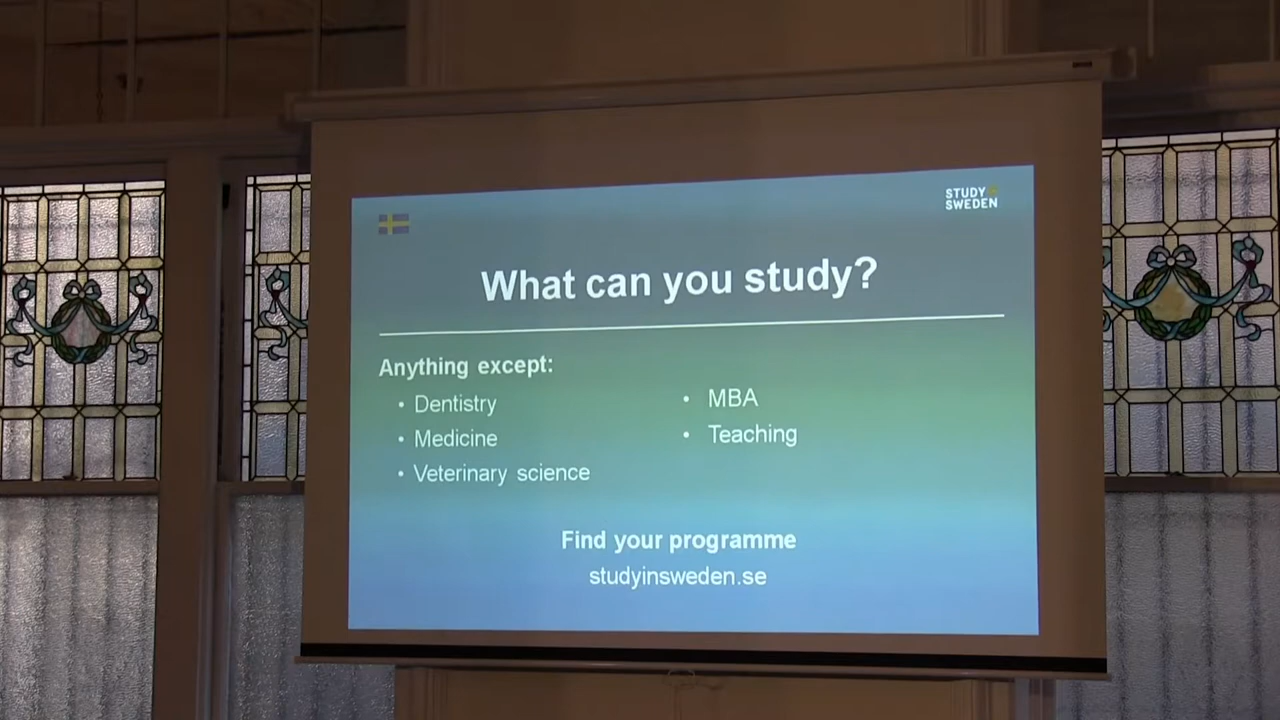 STUDY
SWEDEN
What can you study?
Anything except:
• Dentistry
• Medicine
• Veterinary science
• MBA
• Teaching
Find your programme
studyinsweden.se